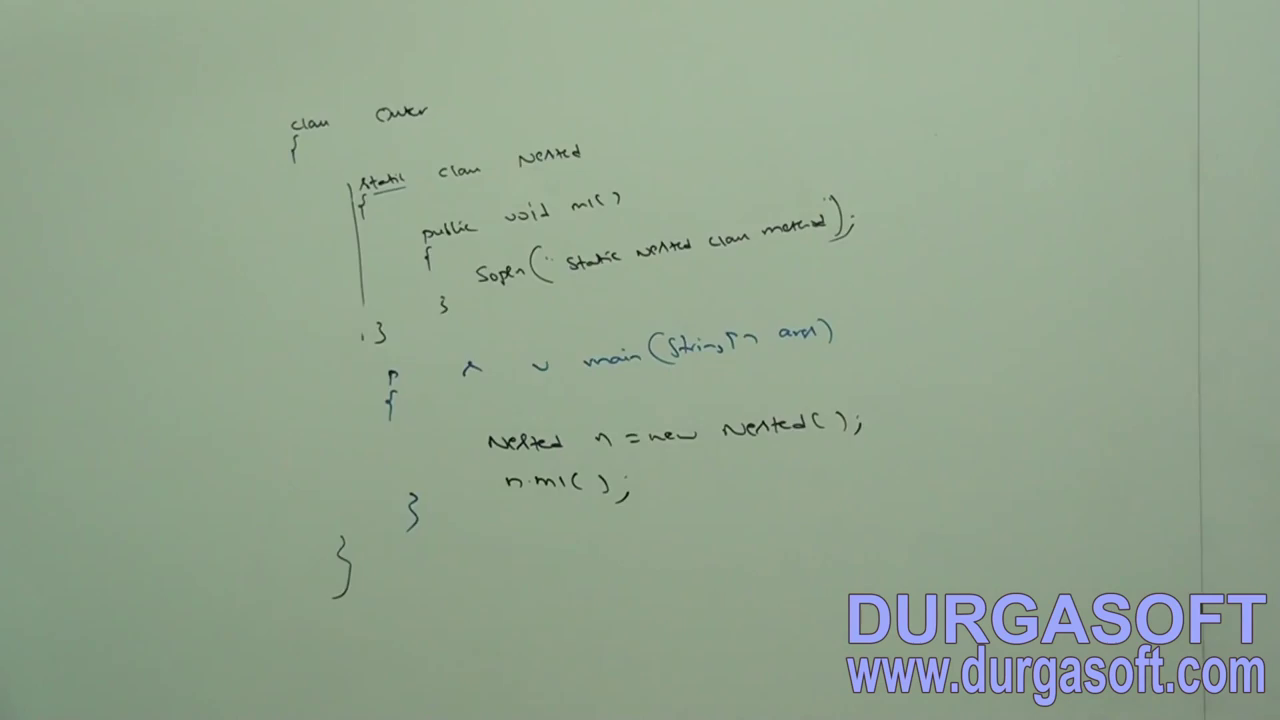 class Outer
{
static class Nested
{
public void m1()
{
Sopln("static nested class method");
}
}
p s v main(String[] args)
{
Nested n = new Nested();
n.m1();
}
}
DURGASOFT
www.durgasoft.com